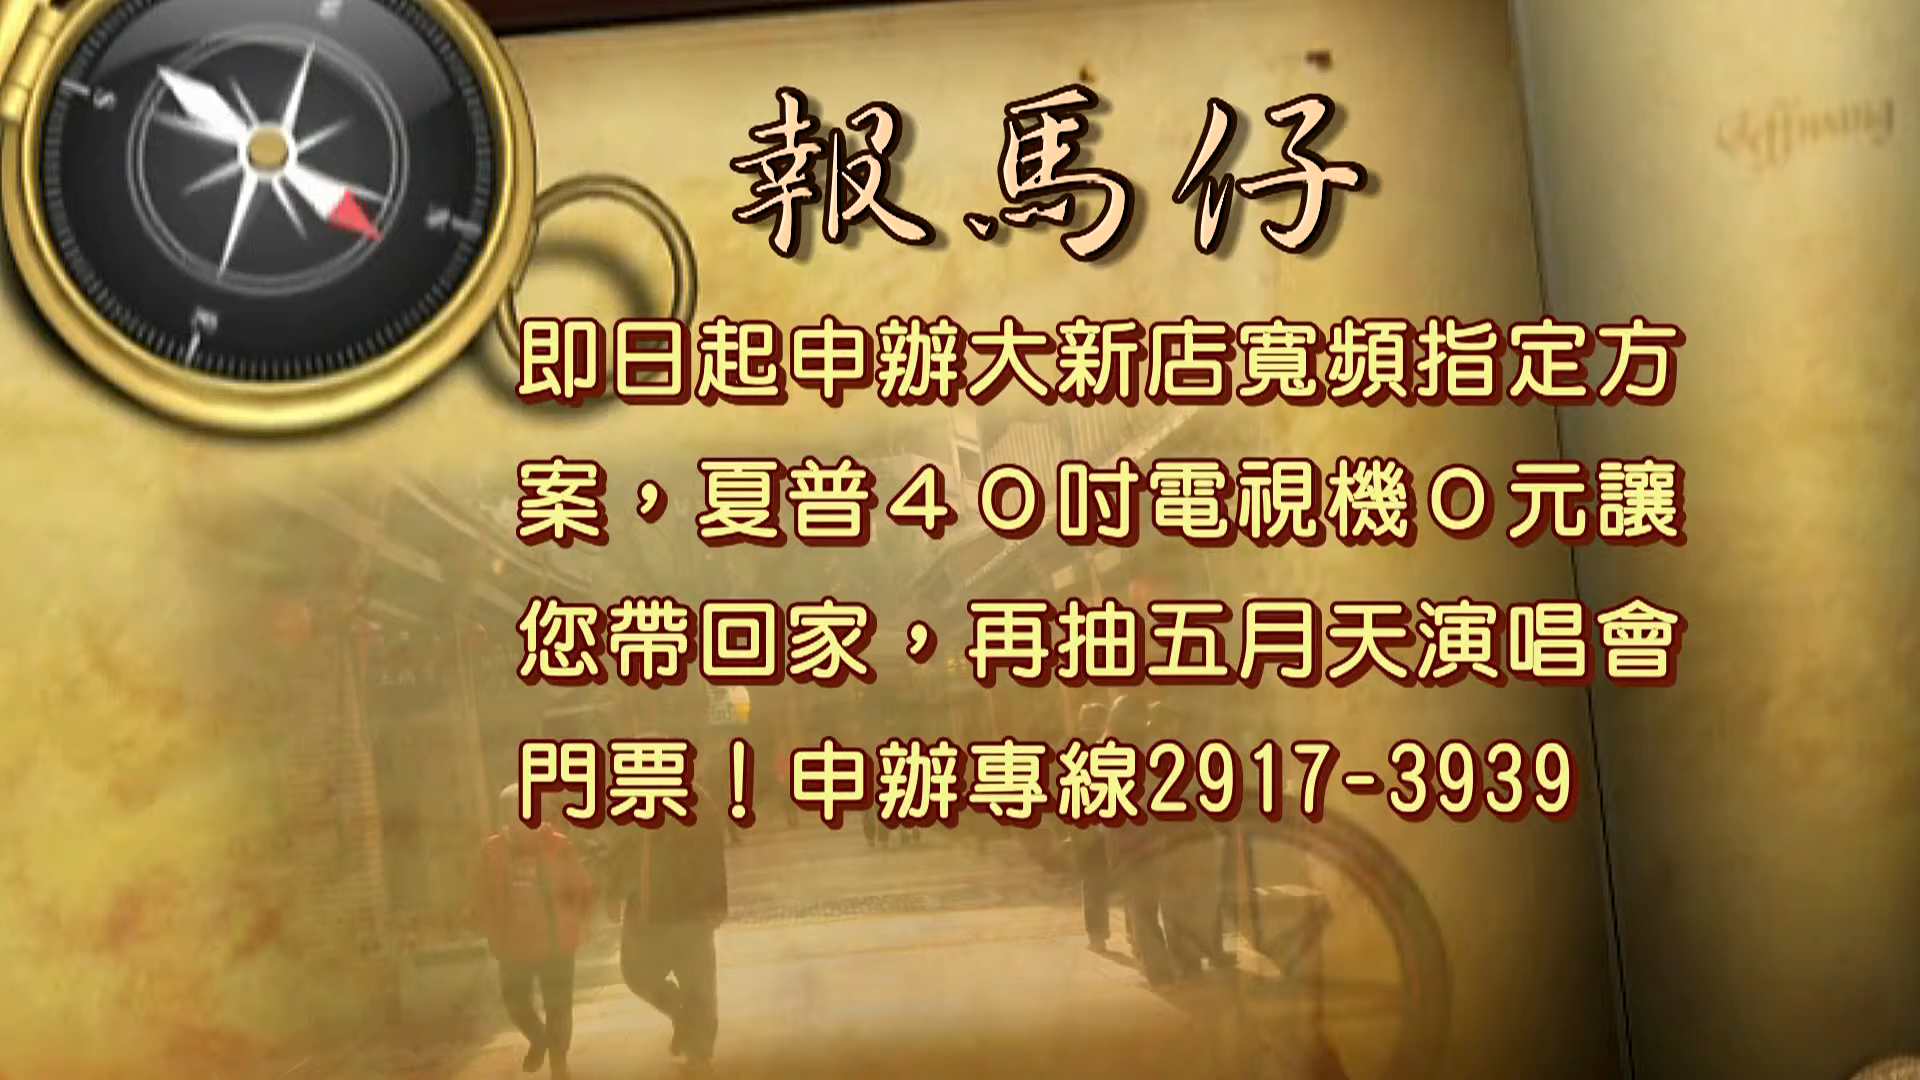 報馬仔
即日起申辦大新店寬頻指定方
案，夏普４０吋電視機０元讓
您帶回家，再抽五月天演唱會
門票！申辦專線2917-3939